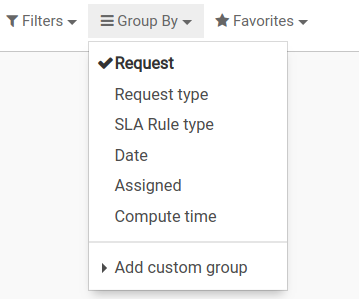 Filters Group By Favorites
Request
Request type
SLA Rule type
Date
Assigned
Compute time
Add custom group